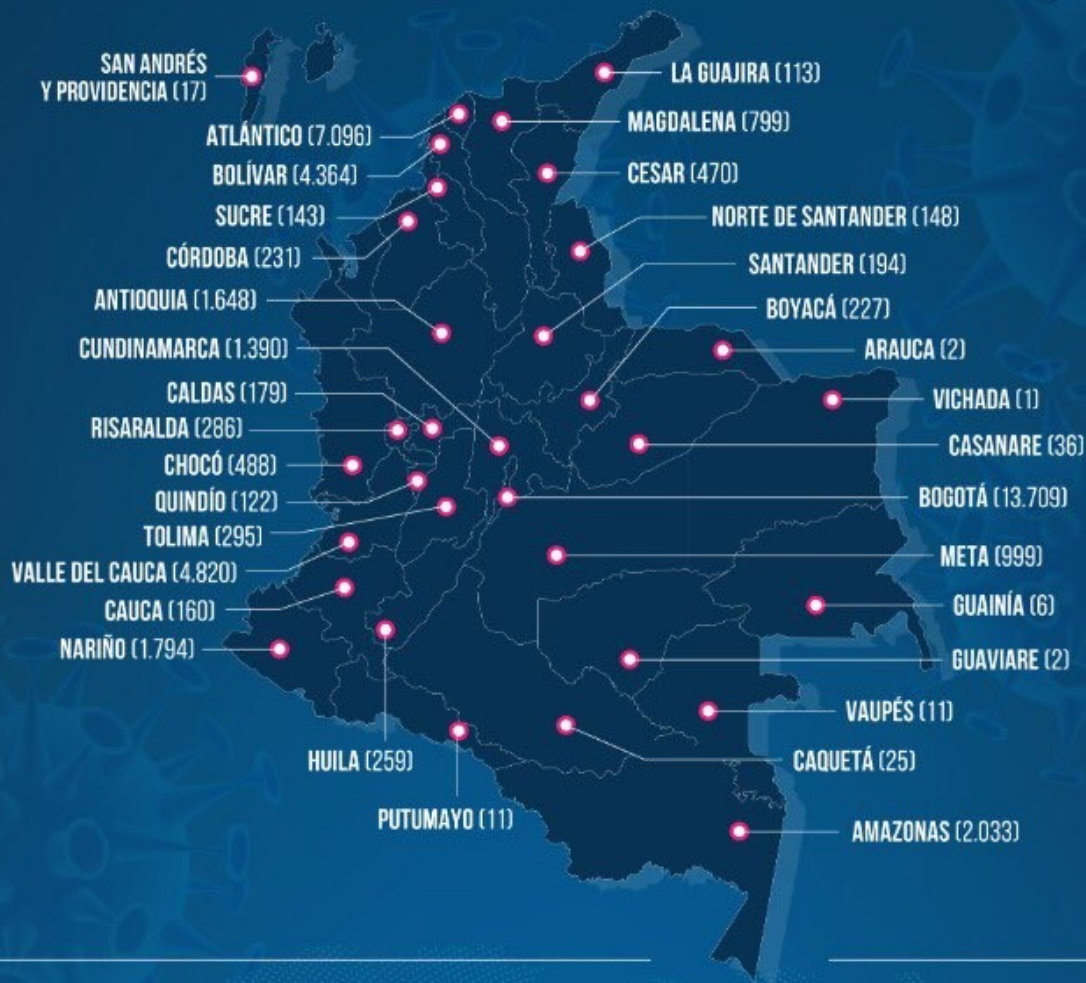 SAN ANDRÉS
Y PROVIDENCIA (17)
ATLÁNTICO (7.096)
BOLÍVAR (4.364)
SUCRE (143)
CÓRDOBA (231)
ANTIOQUIA (1.648)
CUNDINAMARCA (1.390)
CALDAS (179)
RISARALDA (286)
CHOCÓ (488)
QUINDÍO (122)
TOLIMA (295)
VALLE DEL CAUCA (4.820)
CAUCA (160)
NARIÑO (1.794)
HUILA (259)
PUTUMAYO (11)
LA GUAJIRA (113)
MAGDALENA (799)
CESAR (470)
NORTE DE SANTANDER (148)
SANTANDER (194)
BOYACÁ (227)
ARAUCA (2)
VICHADA (1)
CASANARE (36)
BOGOTÁ (13.709)
META (999)
GUAINÍA (6)
GUAVIARE (2)
VAUPÉS (11)
CAQUETÁ (25)
AMAZONAS (2.033)